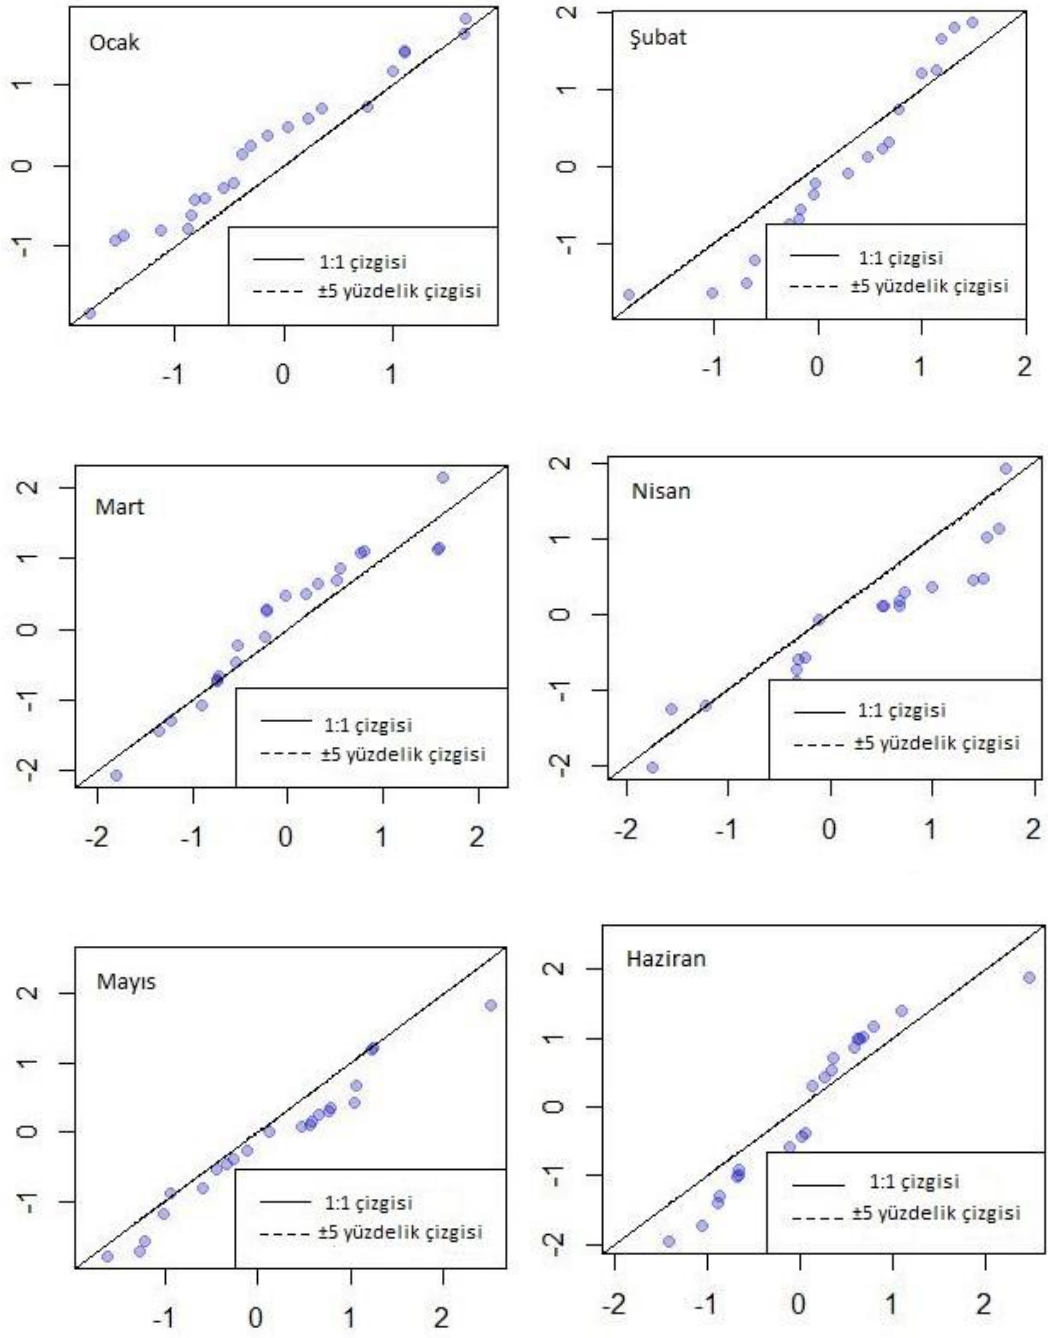 Ocak
1
0
-1
1:1 çizgisi
±5 yüzdelik çizgisi
-1 0 1
Şubat
2
1
0
-1
1:1 çizgisi
±5 yüzdelik çizgisi
-1 0 1 2
Mart
2
1
0
-1
-2
1:1 çizgisi
±5 yüzdelik çizgisi
-2 -1 0 1 2
Nisan
2
1
0
-1
-2
1:1 çizgisi
±5 yüzdelik çizgisi
-2 -1 0 1 2
Mayıs
2
1
0
-1
1:1 çizgisi
±5 yüzdelik çizgisi
-1 0 1 2
Haziran
2
1
0
-1
-2
1:1 çizgisi
±5 yüzdelik çizgisi
-2 -1 0 1 2